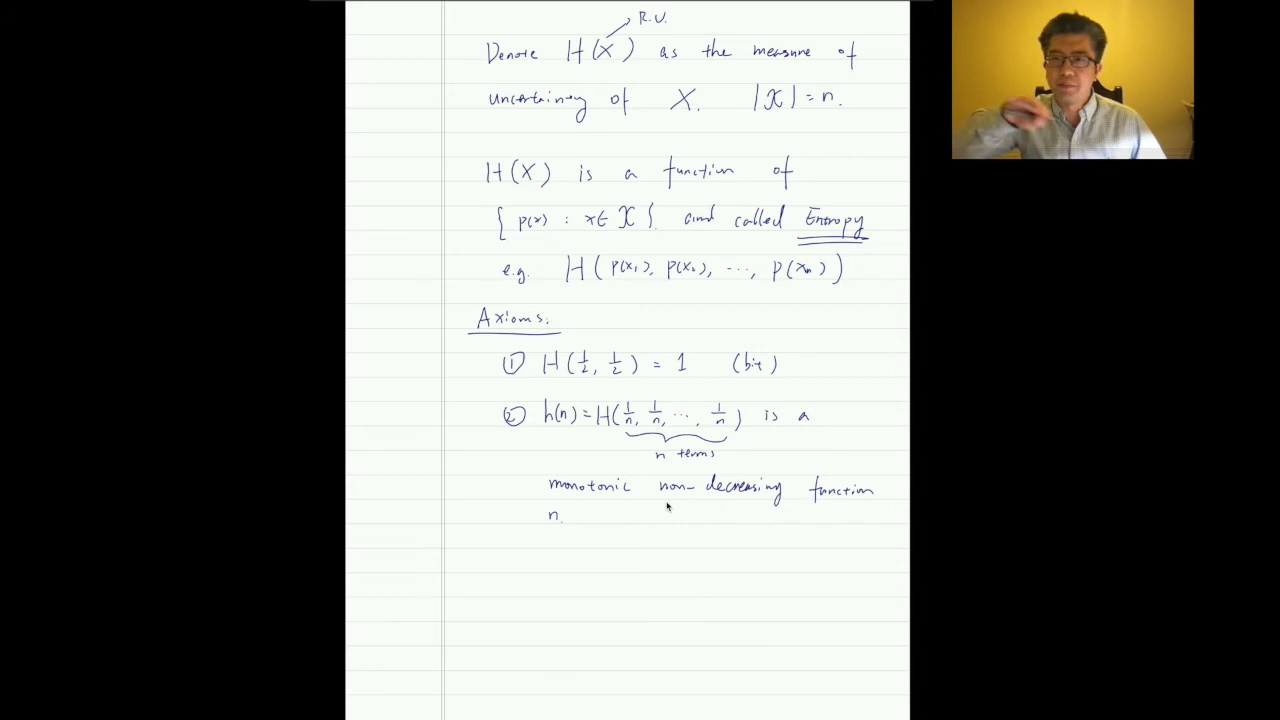 R.V.
Denote H(X) as the measure of
uncertainty of X. |𝒳| = n.
H(X) is a function of
{ p(x) : x ∈ 𝒳 } and called Entropy
e.g. H( p(x₁), p(x₂), ..., p(xₙ) )
Axioms.
① H(1/2, 1/2) = 1 (bit)
② h(n) = H(1/n, 1/n, ..., 1/n) is a
n terms
monotonic non-decreasing function
n.